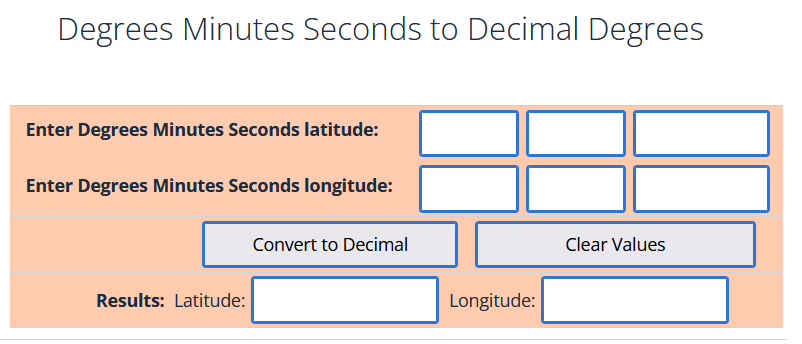 Degrees Minutes Seconds to Decimal Degrees
Enter Degrees Minutes Seconds latitude:
Enter Degrees Minutes Seconds longitude:
Convert to Decimal Clear Values
Results: Latitude: Longitude: